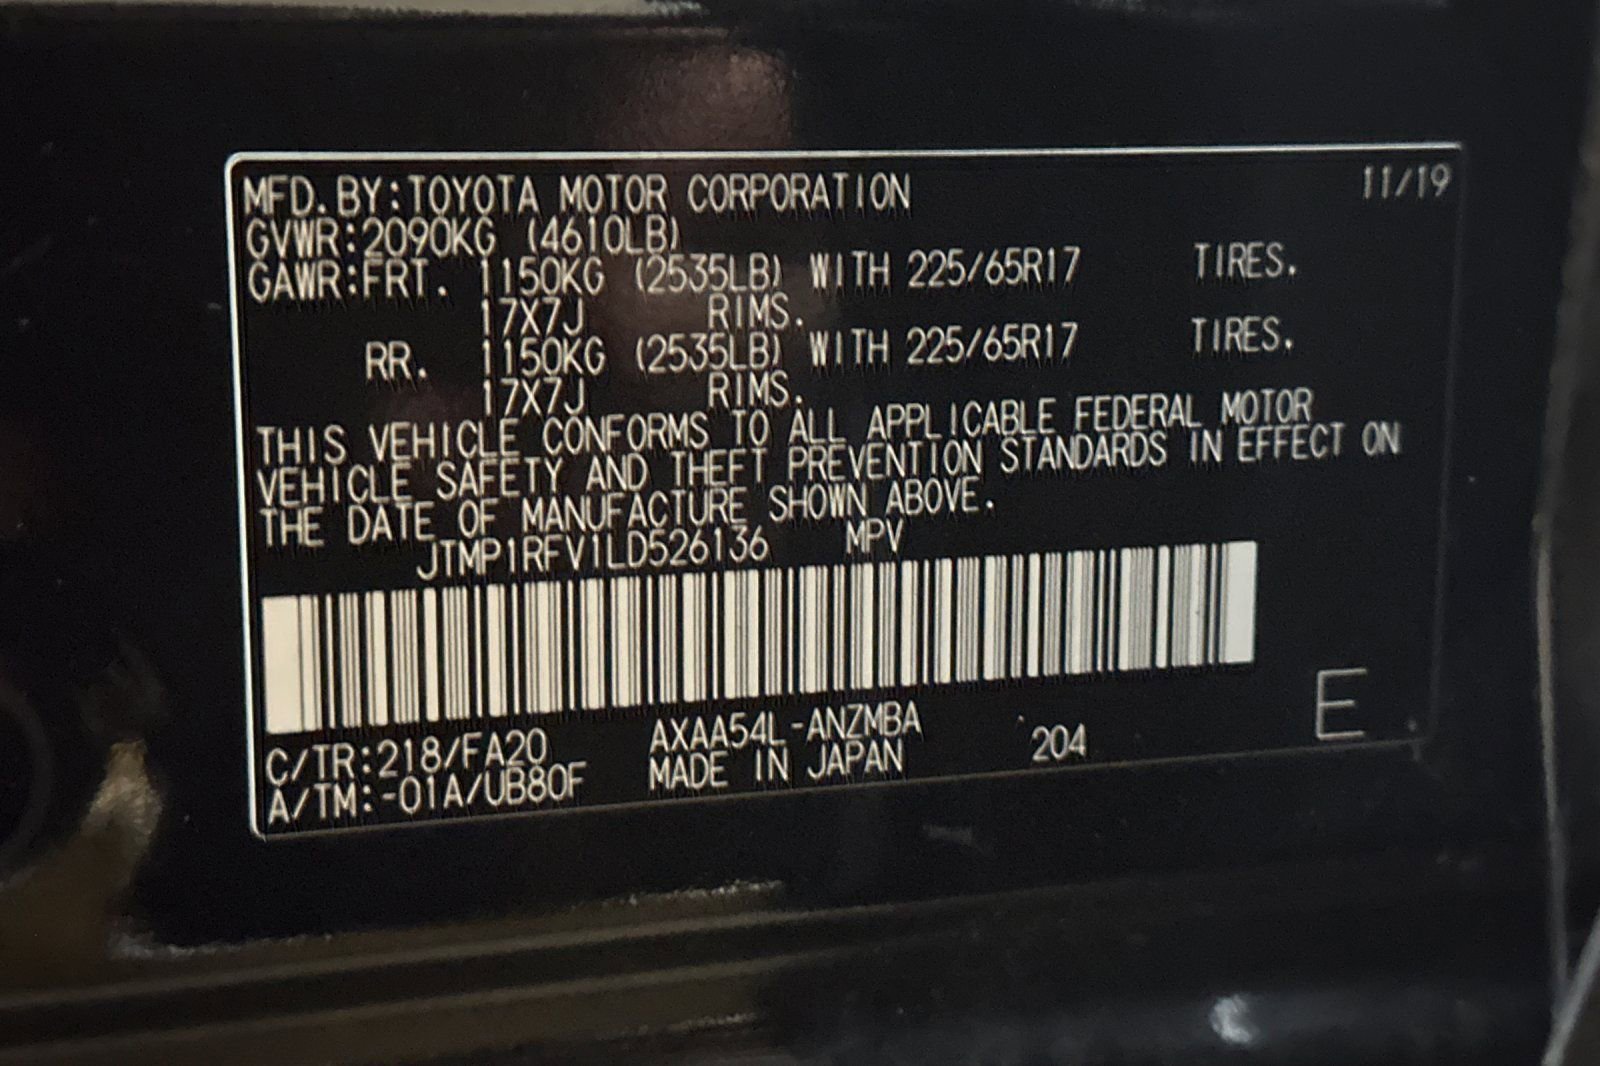 MFD. BY: TOYOTA MOTOR CORPORATION 11/19
GVWR: 2090KG (4610LB)
GAWR: FRT. 1150KG (2535LB) WITH 225/65R17 TIRES.
17X7J RIMS.
RR. 1150KG (2535LB) WITH 225/65R17 TIRES.
17X7J RIMS.
THIS VEHICLE CONFORMS TO ALL APPLICABLE FEDERAL MOTOR
VEHICLE SAFETY AND THEFT PREVENTION STANDARDS IN EFFECT ON
THE DATE OF MANUFACTURE SHOWN ABOVE.
JTMP1RFV1LD526136 MPV
C/TR: 218/FA20 AXAA54L-ANZMBA 204 E
A/TM: -01A/UB80F MADE IN JAPAN